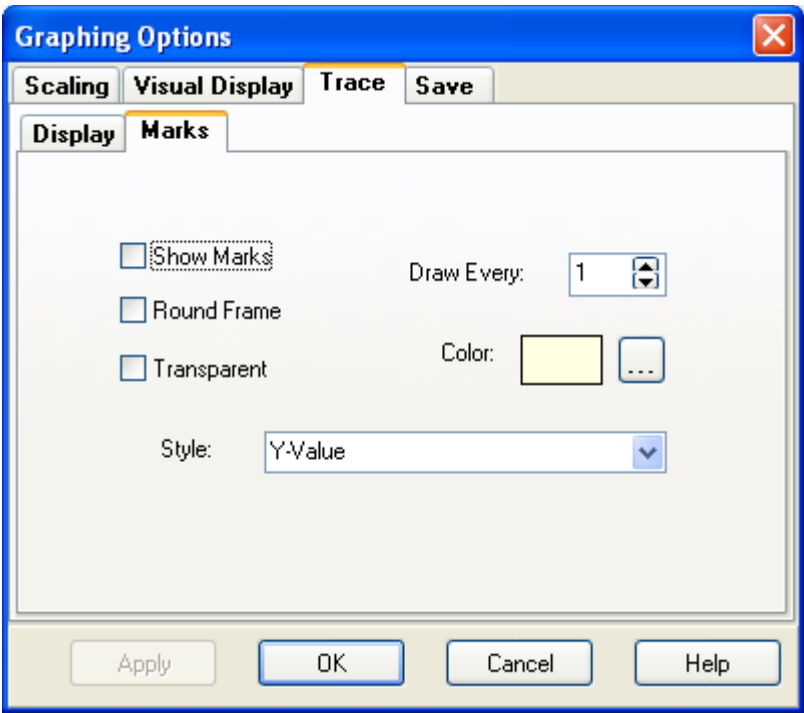 Graphing Options
Scaling Visual Display Trace Save
Display Marks
Show Marks
Draw Every: 1
Round Frame
Color: ...
Transparent
Style: Y-Value
Apply OK Cancel Help